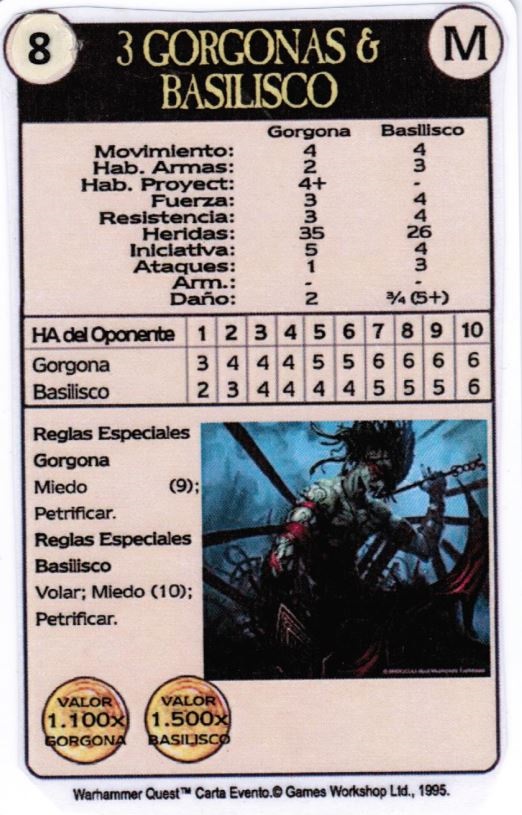 8
3 GORGONAS &
BASILISCO
M
Gorgona Basilisco
Movimiento: 4 4
Hab. Armas: 2 3
Hab. Proyect: 4+ -
Fuerza: 3 4
Resistencia: 3 4
Heridas: 35 26
Iniciativa: 5 4
Ataques: 1 3
Arm.: - -
Daño: 2 ¾ (5+)
HA del Oponente 1 2 3 4 5 6 7 8 9 10
Gorgona 3 4 4 4 5 5 6 6 6 6
Basilisco 2 3 4 4 4 4 5 5 5 6
Reglas Especiales
Gorgona
Miedo (9);
Petrificar.
Reglas Especiales
Basilisco
Volar; Miedo (10);
Petrificar.
VALOR
1.100x
GORGONA
VALOR
1.500x
BASILISCO
Warhammer Quest™ Carta Evento.© Games Workshop Ltd., 1995.